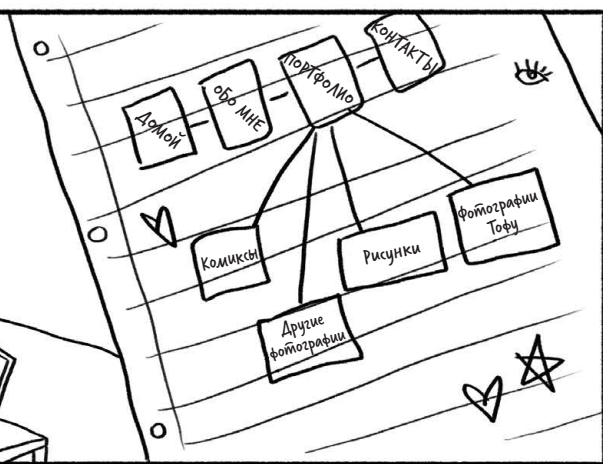 ДОМОЙ
ОБО МНЕ
ПОРТФОЛИО
КОНТАКТЫ
Комиксы
Другие
фотографии
Рисунки
Фотографии
Тофу